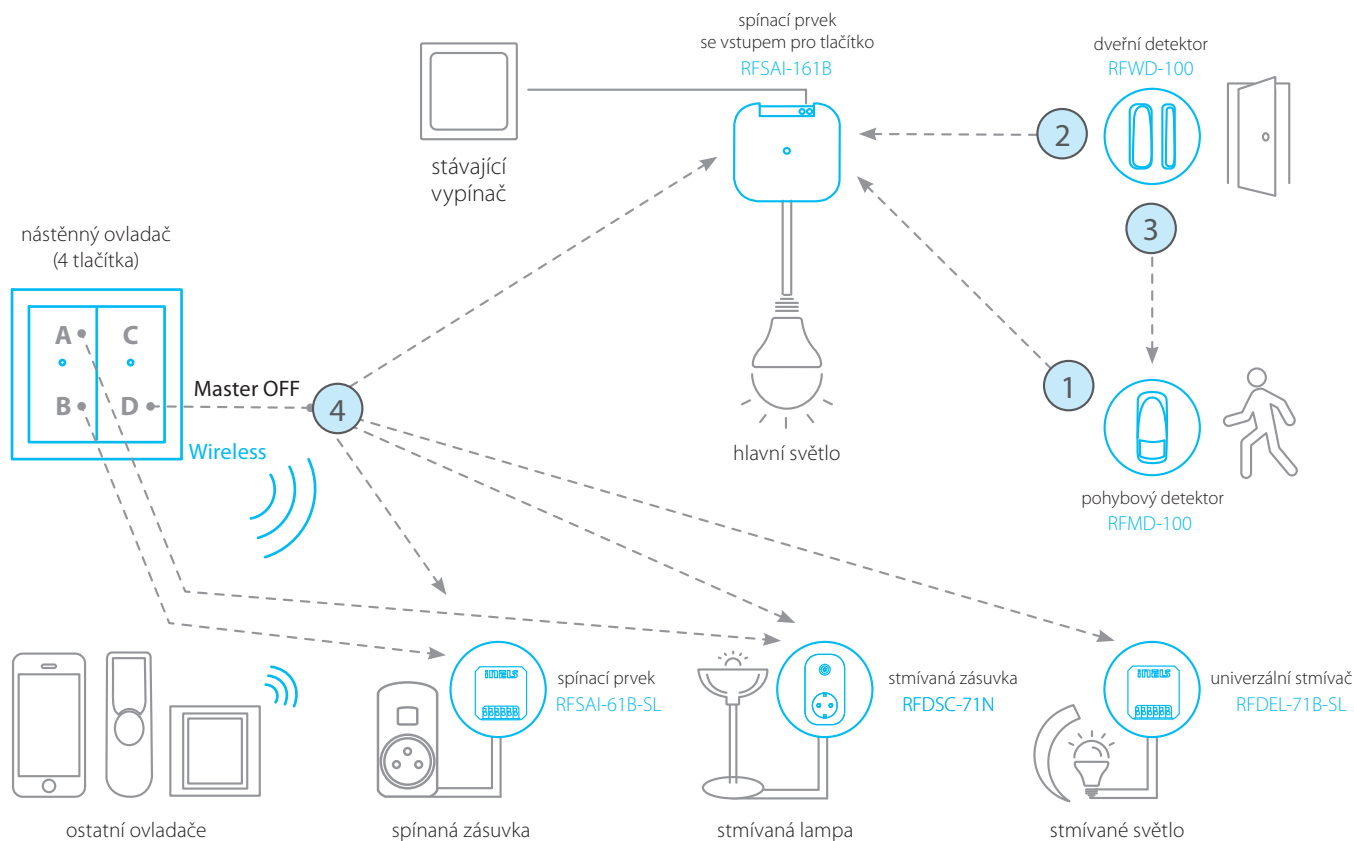 spínací prvek
se vstupem pro tlačítko
RFSAI-161B
dveřní detektor
RFWD-100
2
stávající
vypínač
3
nástěnný ovladač
(4 tlačítka)
A
C
B
D
Master OFF
4
Wireless
1
hlavní světlo
pohybový detektor
RFMD-100
inels
spínací prvek
RFSAI-61B-SL
stmívaná zásuvka
RFDSC-71N
inels
univerzální stmívač
RFDEL-71B-SL
ostatní ovladače
spínaná zásuvka
stmívaná lampa
stmívané světlo